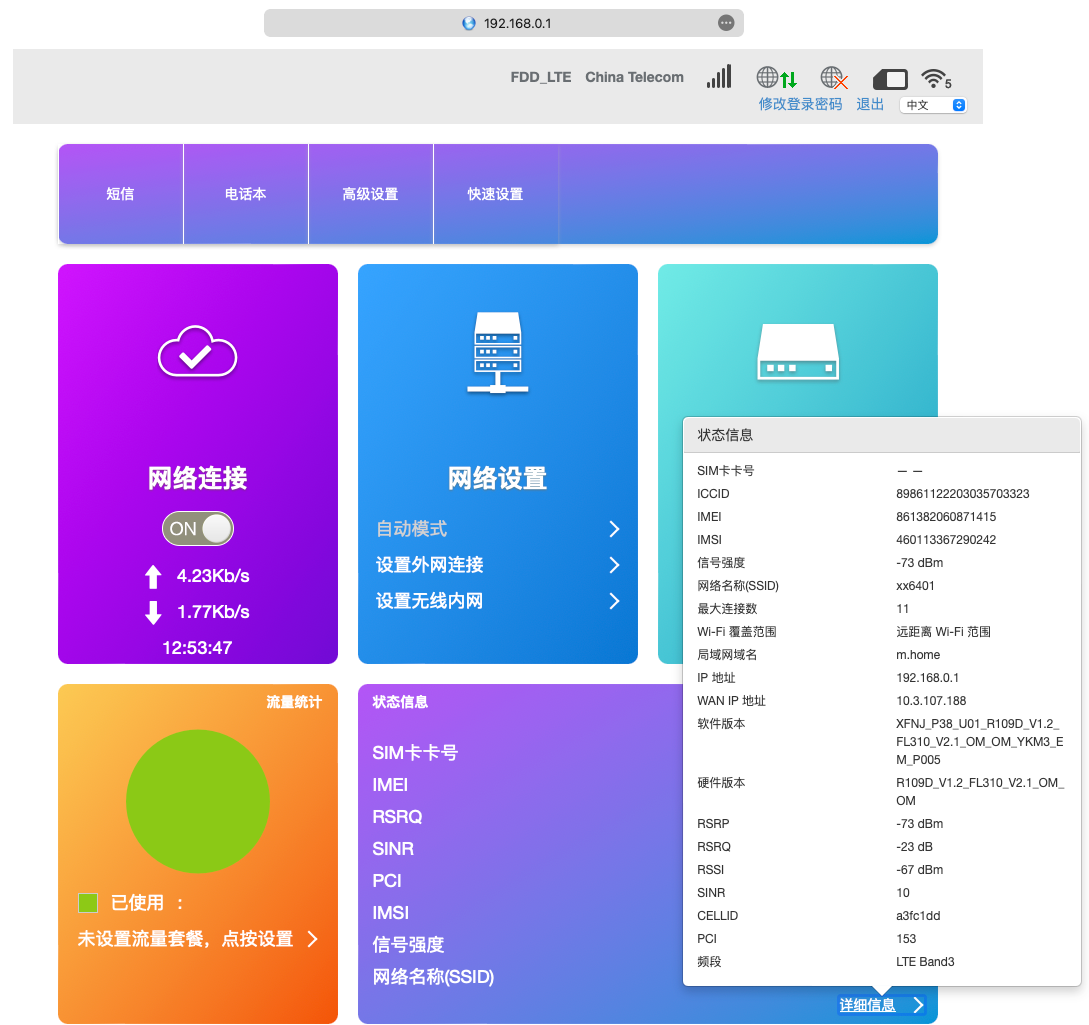 192.168.0.1
FDD_LTE China Telecom 5
修改登录密码 退出 中文
短信 电话本 高级设置 快速设置
网络连接
ON
4.23Kb/s
1.77Kb/s
12:53:47
网络设置
自动模式
设置外网连接
设置无线内网
流量统计
已使用 :
未设置流量套餐，点按设置
状态信息
SIM卡卡号
IMEI
RSRQ
SINR
PCI
IMSI
信号强度
网络名称(SSID)
详细信息
状态信息
SIM卡卡号 — —
ICCID 89861122203035703323
IMEI 861382060871415
IMSI 460113367290242
信号强度 -73 dBm
网络名称(SSID) xx6401
最大连接数 11
Wi-Fi 覆盖范围 远距离 Wi-Fi 范围
局域网域名 m.home
IP 地址 192.168.0.1
WAN IP 地址 10.3.107.188
软件版本 XFNJ_P38_U01_R109D_V1.2_
FL310_V2.1_OM_OM_YKM3_E
M_P005
硬件版本 R109D_V1.2_FL310_V2.1_OM_
OM
RSRP -73 dBm
RSRQ -23 dB
RSSI -67 dBm
SINR 10
CELLID a3fc1dd
PCI 153
频段 LTE Band3